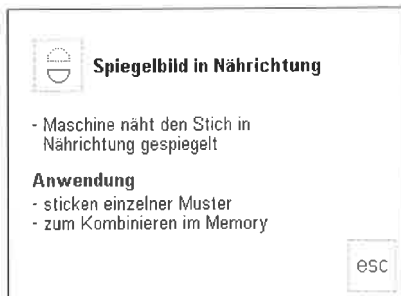 Spiegelbild in Nährichtung
- Maschine näht den Stich in
Nährichtung gespiegelt
Anwendung
- sticken einzelner Muster
- zum Kombinieren im Memory
esc